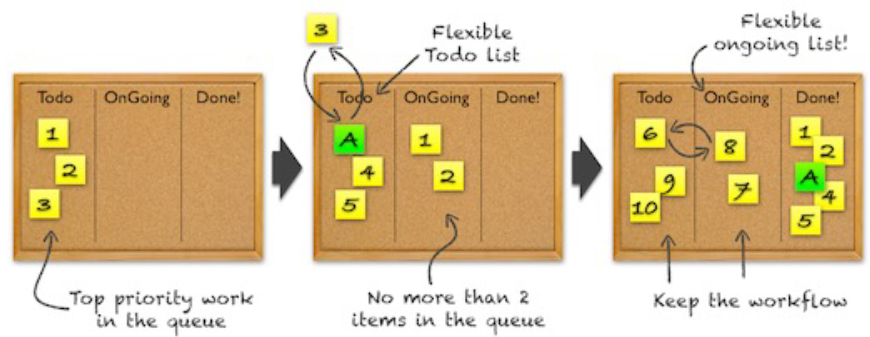 3
Flexible
Todo list
Flexible
ongoing list!
Todo
OnGoing
Done!
1
2
3
Todo
OnGoing
Done!
A
4
5
1
2
Todo
OnGoing
Done!
6
9
10
8
7
1
2
A
4
5
Top priority work
in the queue
No more than 2
items in the queue
Keep the workflow